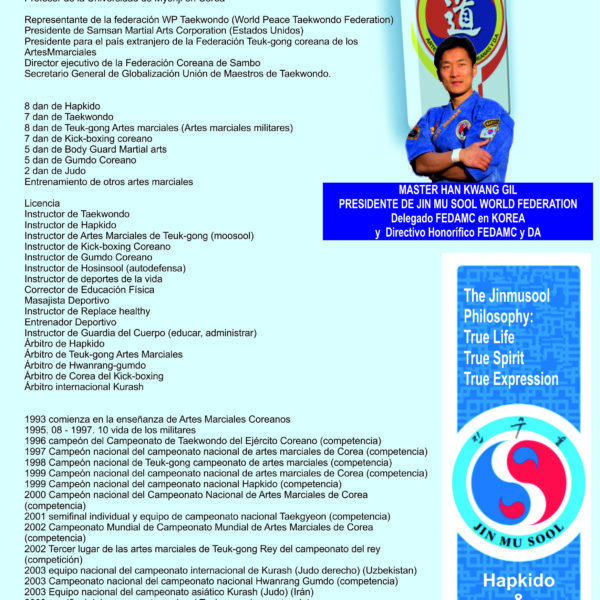 Profesor de la Universidad de Myonji en Corea
Representante de la federación WP Taekwondo (World Peace Taekwondo Federation)
Presidente de Samsan Martial Arts Corporation (Estados Unidos)
Presidente para el país extranjero de la Federación Teuk-gong coreana de los
ArtesMmarciales
Director ejecutivo de la Federación Coreana de Sambo
Secretario General de Globalización Unión de Maestros de Taekwondo.
8 dan de Hapkido
7 dan de Taekwondo
8 dan de Teuk-gong Artes marciales (Artes marciales militares)
7 dan de Kick-boxing coreano
5 dan de Body Guard Martial arts
5 dan de Gumdo Coreano
2 dan de Judo
Entrenamiento de otros artes marciales
Licencia
Instructor de Taekwondo
Instructor de Hapkido
Instructor de Artes Marciales de Teuk-gong (moosool)
Instructor de Kick-boxing Coreano
Instructor de Gumdo Coreano
Instructor de Hosinsool (autodefensa)
Instructor de deportes de la vida
Corrector de Educación Física
Masajista Deportivo
Instructor de Replace healthy
Entrenador Deportivo
Instructor de Guardia del Cuerpo (educar, administrar)
Árbitro de Hapkido
Árbitro de Teuk-gong Artes Marciales
Árbitro de Hwanrang-gumdo
Árbitro de Corea del Kick-boxing
Árbitro internacional Kurash
1993 comienza en la enseñanza de Artes Marciales Coreanos
1995. 08 - 1997. 10 vida de los militares
1996 campeón del Campeonato de Taekwondo del Ejército Coreano (competencia)
1997 Campeón nacional del campeonato nacional de artes marciales de Corea (competencia)
1998 Campeón nacional de Teuk-gong campeonato de artes marciales (competencia)
1999 Campeón nacional del campeonato nacional de artes marciales de Corea (competencia)
1999 Campeón nacional del campeonato nacional Hapkido (competencia)
2000 Campeón nacional del Campeonato Nacional de Artes Marciales de Corea
(competencia)
2001 semifinal individual y equipo de campeonato nacional Taekgyeon (competencia)
2002 Campeonato Mundial de Campeonato Mundial de Artes Marciales de Corea
(competencia)
2002 Tercer lugar de las artes marciales de Teuk-gong Rey del campeonato del rey
(competición)
2003 equipo nacional del campeonato internacional de Kurash (Judo derecho) (Uzbekistan)
2003 Campeonato nacional del campeonato nacional Hwanrang Gumdo (competencia)
2003 Equipo nacional del campeonato asiático Kurash (Judo) (Irán)
道
MASTER HAN KWANG GIL
PRESIDENTE DE JIN MU SOOL WORLD FEDERATION
Delegado FEDAMC en KOREA
y Directivo Honorífico FEDAMC y DA
The Jinmusool
Philosophy:
True Life
True Spirit
True Expression
진 무 술
JIN MU SOOL
Hapkido
&